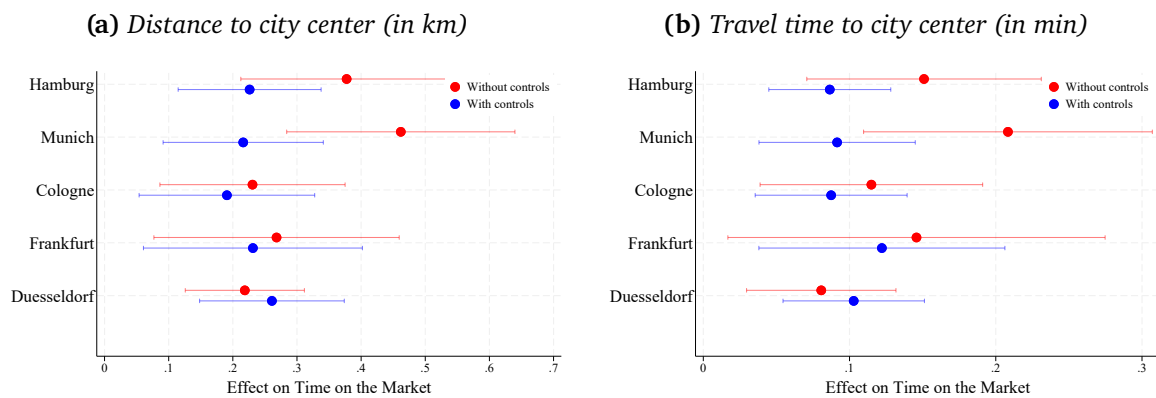 (a) Distance to city center (in km)
Hamburg
Munich
Cologne
Frankfurt
Duesseldorf
Without controls
With controls
0 .1 .2 .3 .4 .5 .6 .7
Effect on Time on the Market
(b) Travel time to city center (in min)
Hamburg
Munich
Cologne
Frankfurt
Duesseldorf
Without controls
With controls
0 .1 .2 .3
Effect on Time on the Market